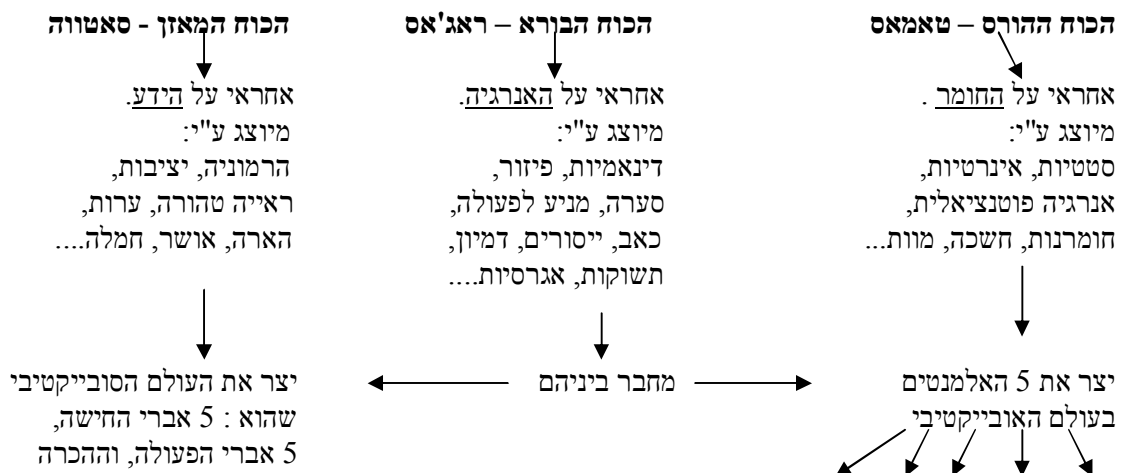 הכוח ההורס – טאמאס
אחראי על החומר .
מיוצג ע"י:
סטטיות, אינרטיות,
אנרגיה פוטנציאלית,
חומרנות, חשכה, מוות...
יצר את 5 האלמנטים
בעולם האובייקטיבי
הכוח הבורא – ראג'אס
אחראי על האנרגיה.
מיוצג ע"י:
דינאמיות, פיזור,
סערה, מניע לפעולה,
כאב, ייסורים, דמיון,
תשוקות, אגרסיות....
מחבר ביניהם
הכוח המאזן - סאטווה
אחראי על הידע.
מיוצג ע"י:
הרמוניה, יציבות,
ראייה טהורה, ערות,
הארה, אושר, חמלה....
יצר את העולם הסובייקטיבי
שהוא : 5 אברי החישה,
5 אברי הפעולה, וההכרה